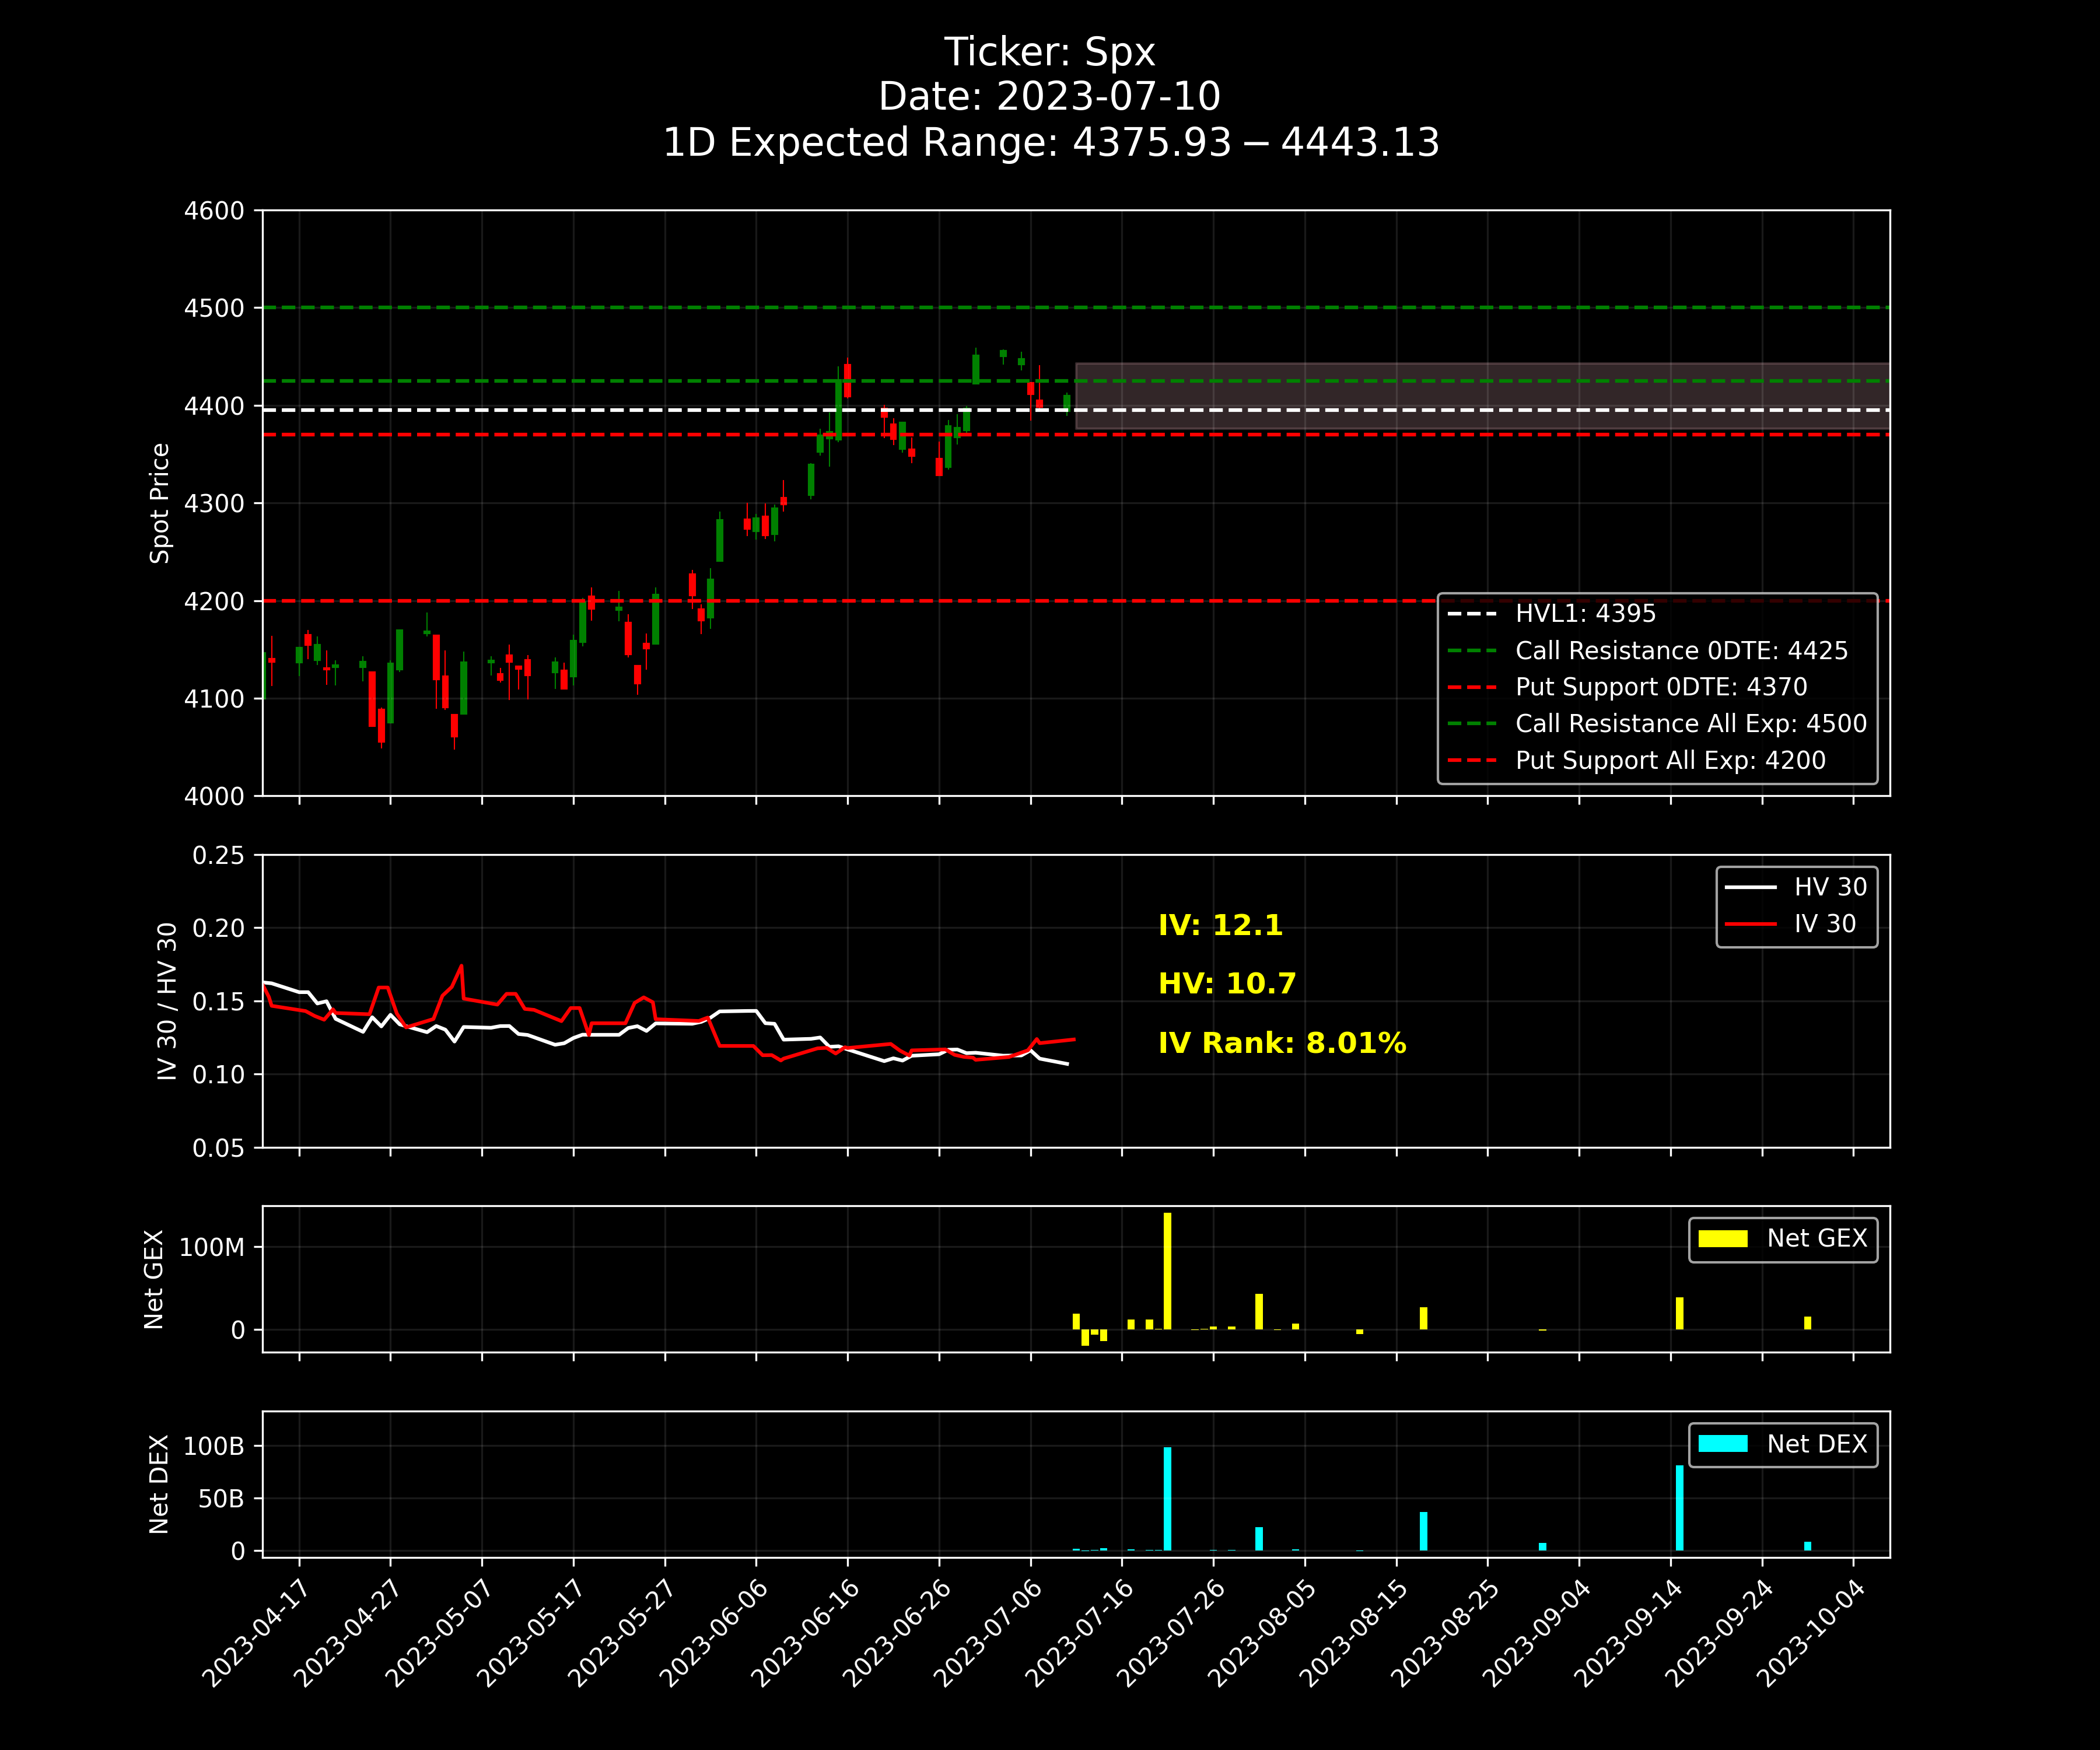 Ticker: Spx
Date: 2023-07-10
1D Expected Range: 4375.93 − 4443.13
Spot Price
4600
4500
4400
4300
4200
4100
4000
HVL1: 4395
Call Resistance 0DTE: 4425
Put Support 0DTE: 4370
Call Resistance All Exp: 4500
Put Support All Exp: 4200
IV 30 / HV 30
0.25
0.20
0.15
0.10
0.05
IV: 12.1
HV: 10.7
IV Rank: 8.01%
HV 30
IV 30
Net GEX
100M
0
Net GEX
Net DEX
100B
50B
0
Net DEX
2023-04-17
2023-04-27
2023-05-07
2023-05-17
2023-05-27
2023-06-06
2023-06-16
2023-06-26
2023-07-06
2023-07-16
2023-07-26
2023-08-05
2023-08-15
2023-08-25
2023-09-04
2023-09-14
2023-09-24
2023-10-04